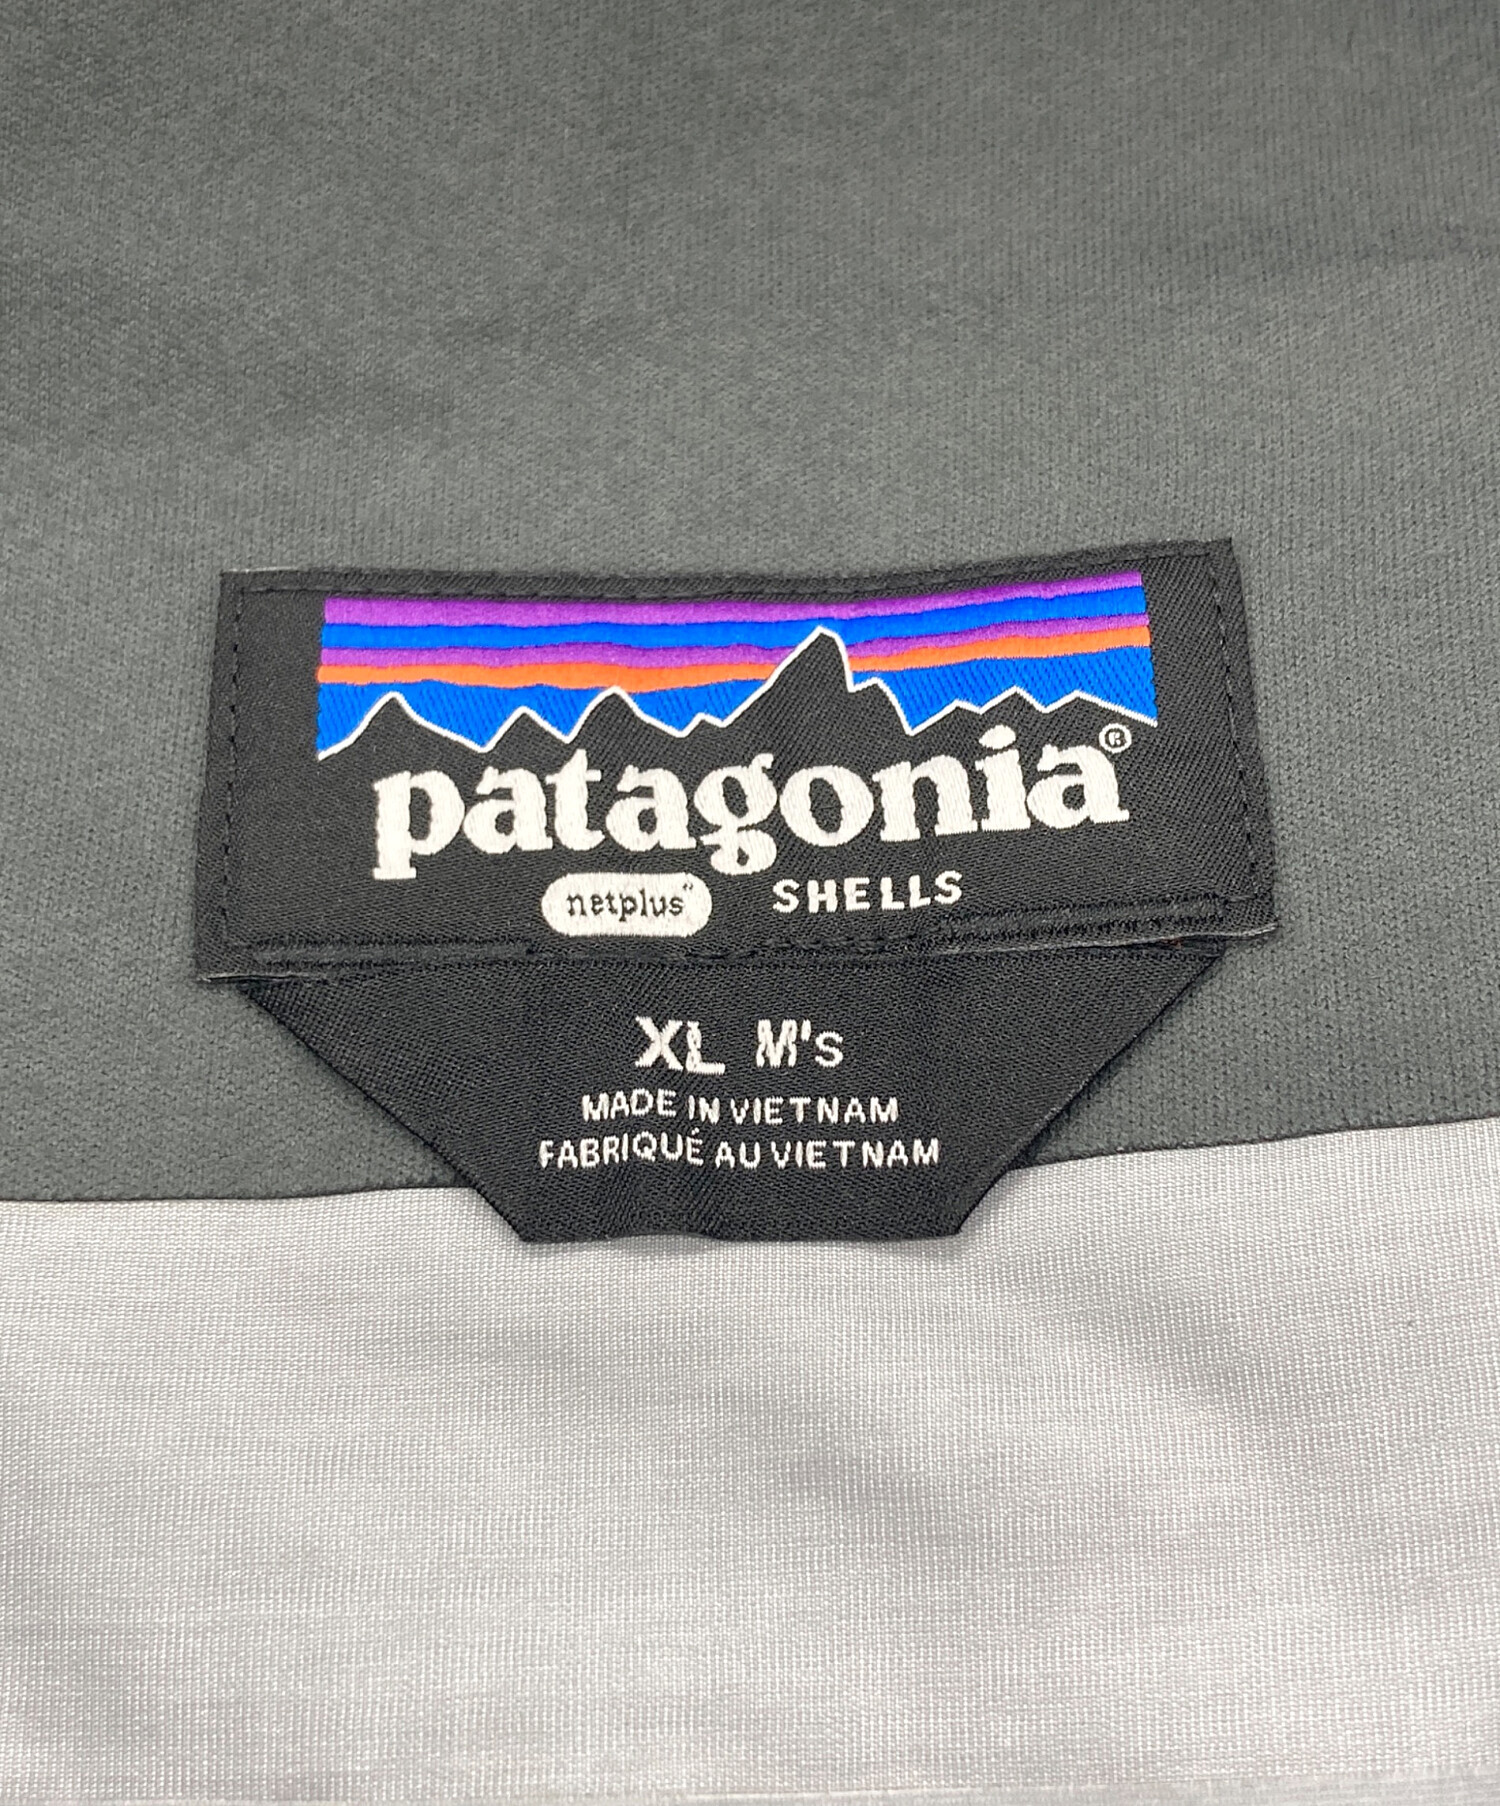 patagonia®
netplus® SHELLS
XL M's
MADE IN VIETNAM
FABRIQUÉ AU VIETNAM